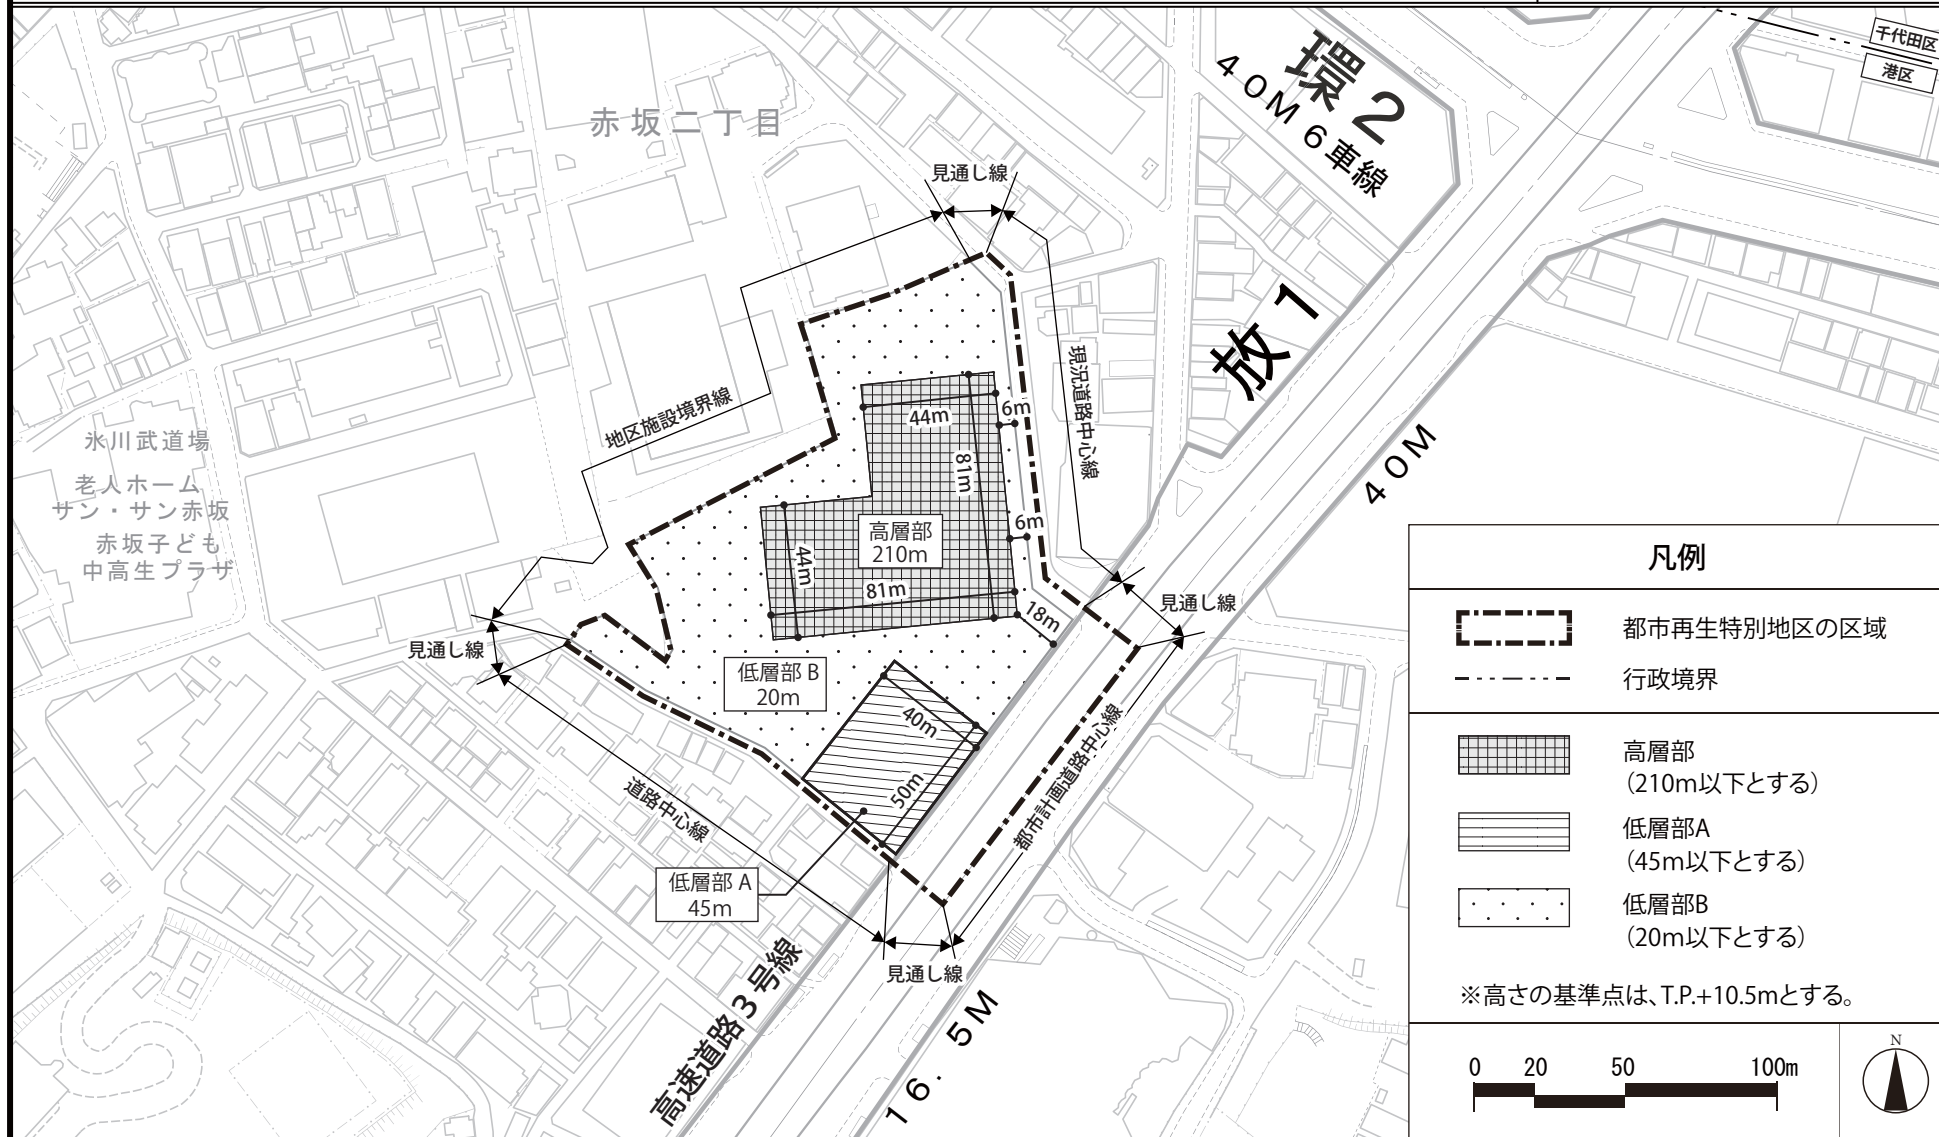 千代田区
港区
環2
40M 6車線
赤坂二丁目
見通し線
放1
現況道路中心線
地区施設境界線
44m
6m
81m
40M
氷川武道場
老人ホーム
サン・サン赤坂
赤坂子ども
中高生プラザ
高層部
210m
6m
44m
81m
18m
見通し線
見通し線
低層部 B
20m
40m
50m
都市計画道路中心線
道路中心線
低層部 A
45m
見通し線
高速道路3号線
16.5M
凡例
都市再生特別地区の区域
行政境界
高層部
(210m以下とする)
低層部A
(45m以下とする)
低層部B
(20m以下とする)
※高さの基準点は、T.P.+10.5mとする。
0 20 50 100m
N